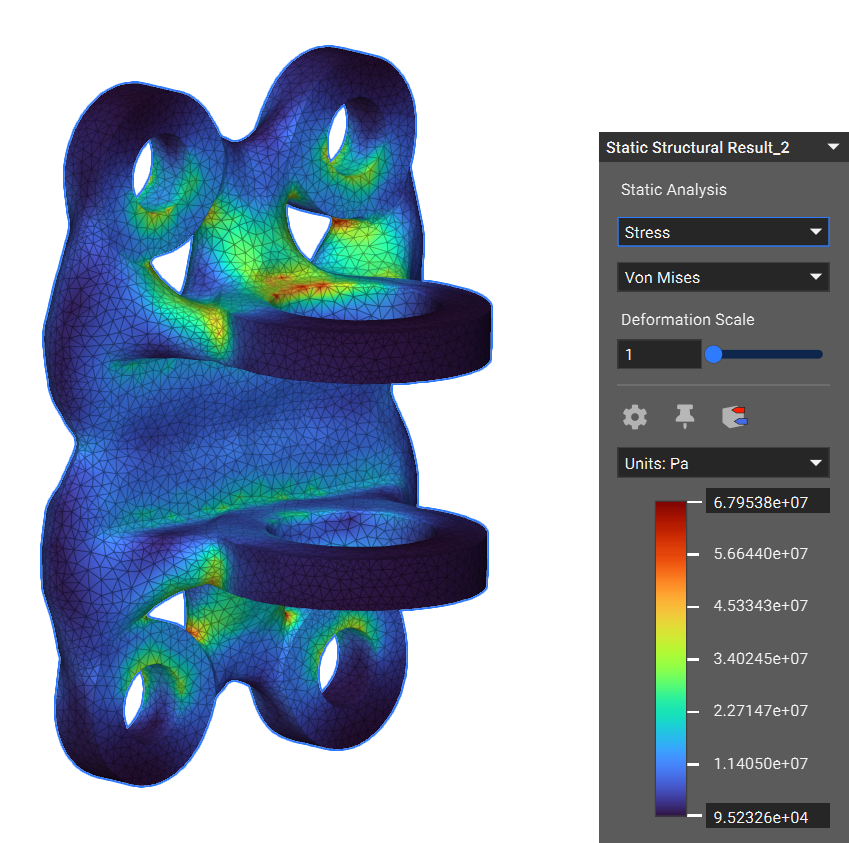 Static Structural Result_2
Static Analysis
Stress
Von Mises
Deformation Scale
1
Units: Pa
6.79538e+07
5.66440e+07
4.53343e+07
3.40245e+07
2.27147e+07
1.14050e+07
9.52326e+04